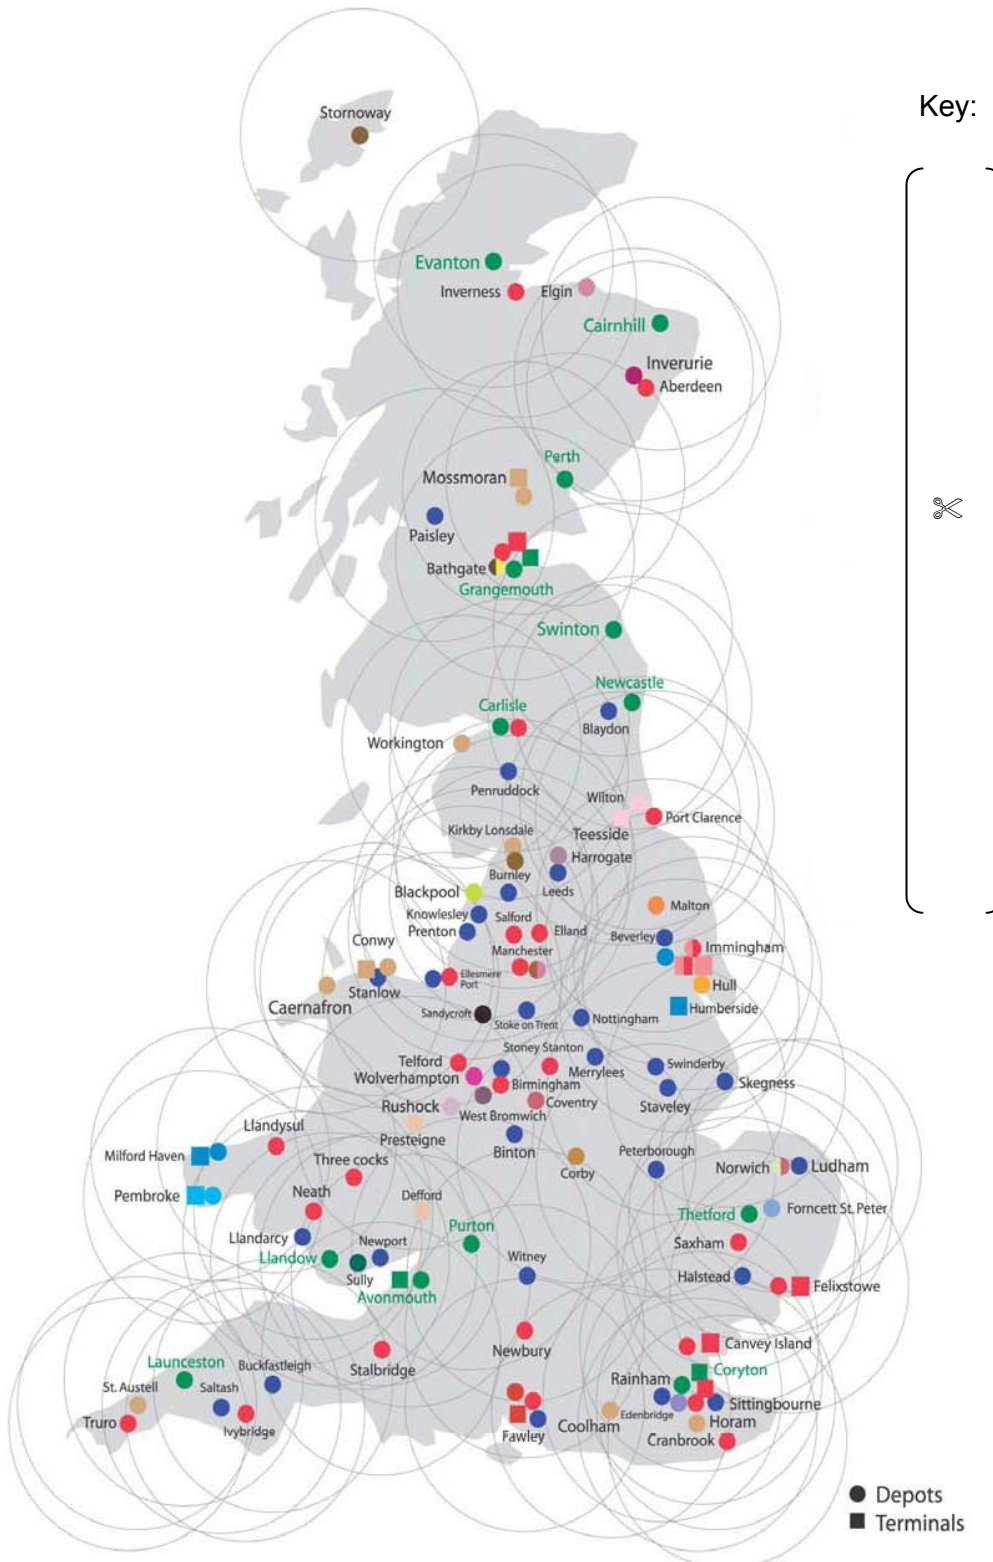 Key:
Stornoway
Evanton
Inverness
Elgin
Cairnhill
Inverurie
Aberdeen
Perth
Mossmoran
Paisley
Bathgate
Grangemouth
Swinton
Newcastle
Carlisle
Blaydon
Workington
Penruddock
Wilton
Port Clarence
Teesside
Kirkby Lonsdale
Harrogate
Burnley
Leeds
Blackpool
Malton
Knowlesley
Salford
Prenton
Elland
Beverley
Manchester
Immingham
Conwy
Ellesmere
Port
Stanlow
Hull
Caernafron
Humberside
Sandycroft
Stoke on Trent
Nottingham
Stoney Stanton
Telford
Merrylees
Swinderby
Wolverhampton
Birmingham
Skegness
Rushock
Coventry
Staveley
West Bromwich
Presteigne
Llandysul
Binton
Milford Haven
Three cocks
Corby
Peterborough
Norwich
Ludham
Pembroke
Neath
Defford
Forncett St. Peter
Thetford
Purton
Llandarcy
Newport
Saxham
Llandow
Witney
Sully
Halstead
Felixstowe
Avonmouth
Newbury
Canvey Island
Launceston
Buckfastleigh
Stalbridge
Coryton
Rainham
St. Austell
Saltash
Sittingbourne
Edenbridge
Truro
Ivybridge
Coolham
Horam
Fawley
Cranbrook
Depots
Terminals